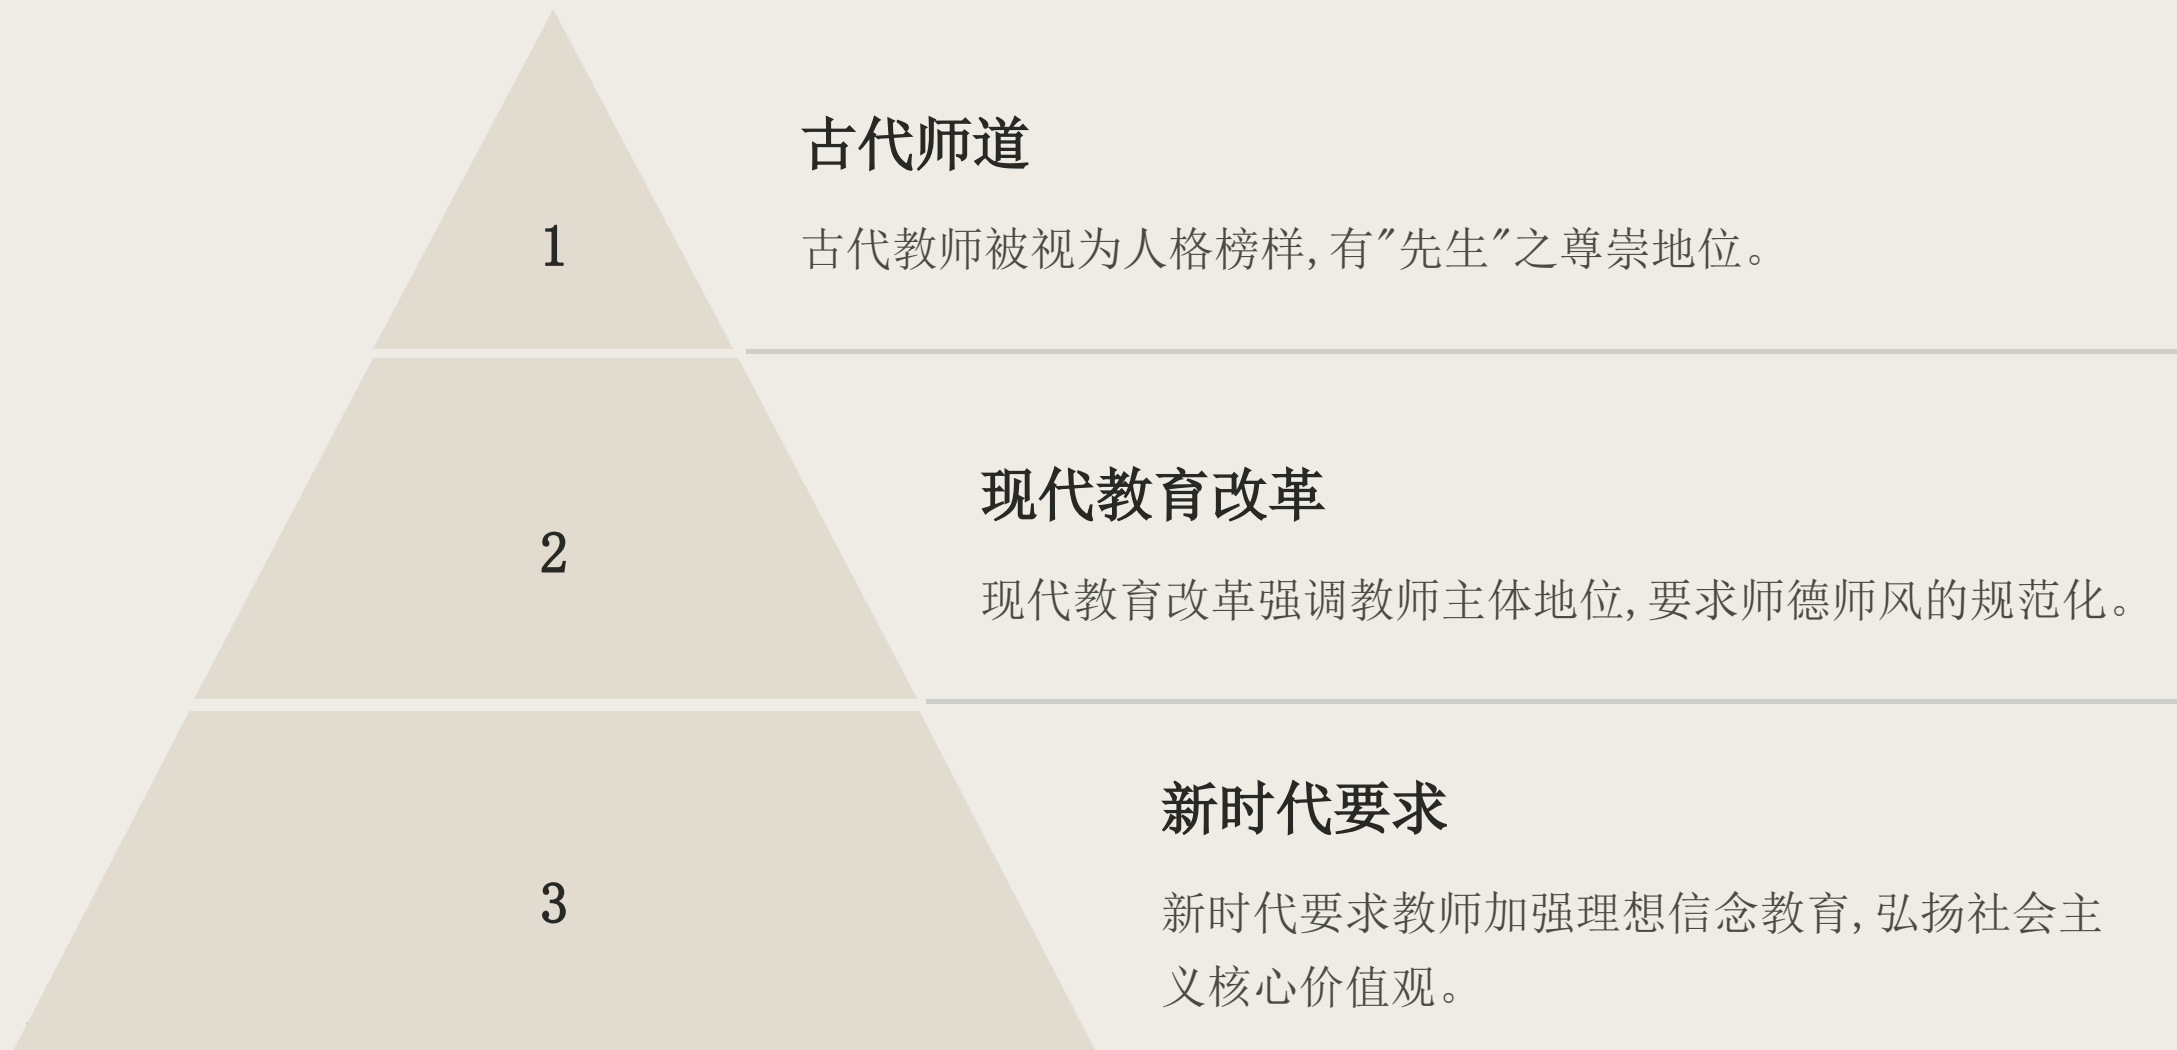 古代师道
1
古代教师被视为人格榜样,有"先生"之尊崇地位。
现代教育改革
2
现代教育改革强调教师主体地位,要求师德师风的规范化。
新时代要求
3
新时代要求教师加强理想信念教育,弘扬社会主
义核心价值观。